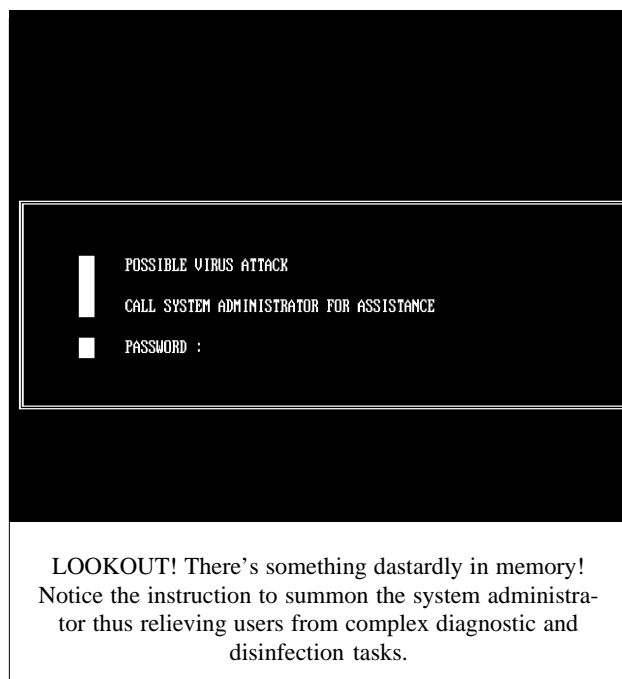 POSSIBLE VIRUS ATTACK
CALL SYSTEM ADMINISTRATOR FOR ASSISTANCE
PASSWORD :
LOOKOUT! There's something dastardly in memory!
Notice the instruction to summon the system administra-
tor thus relieving users from complex diagnostic and
disinfection tasks.